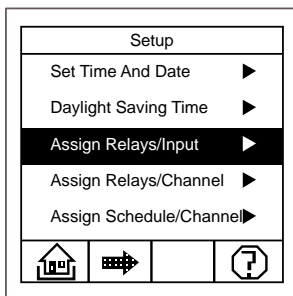 Setup
Set Time And Date
Daylight Saving Time
Assign Relays/Input
Assign Relays/Channel
Assign Schedule/Channel
?